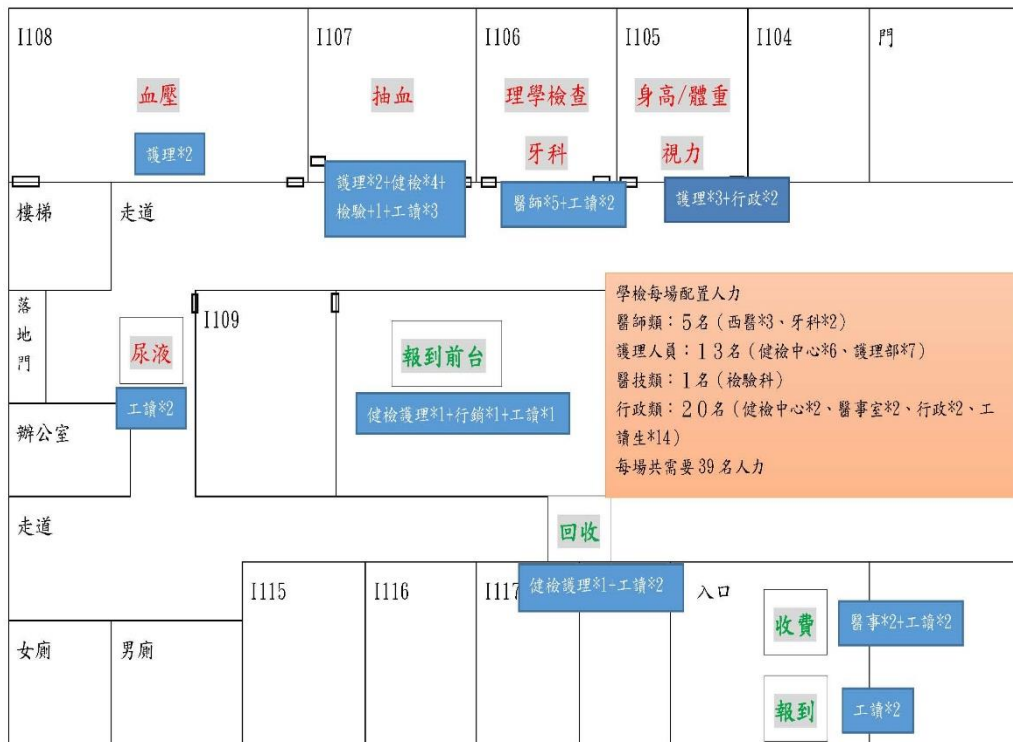 I108
I107
I106
I105
I104
門
血壓
抽血
理學檢查
牙科
身高/體重
視力
護理*2
護理*2+健檢*4+
檢驗+1+工讀*3
醫師*5+工讀*2
護理*3+行政*2
樓梯
走道
落
地
門
尿液
工讀*2
I109
報到前台
健檢護理*1+行銷*1+工讀*1
學檢每場配置人力
醫師類：5名(西醫*3、牙科*2)
護理人員：13名(健檢中心*6、護理部*7)
醫技類：1名(檢驗科)
行政類：20名(健檢中心*2、醫事室*2、行政*2、工
讀生*14)
每場共需要39名人力
辦公室
走道
回收
健檢護理*1+工讀*2
I115
I116
I117
入口
收費
醫事*2+工讀*2
女廁
男廁
報到
工讀*2